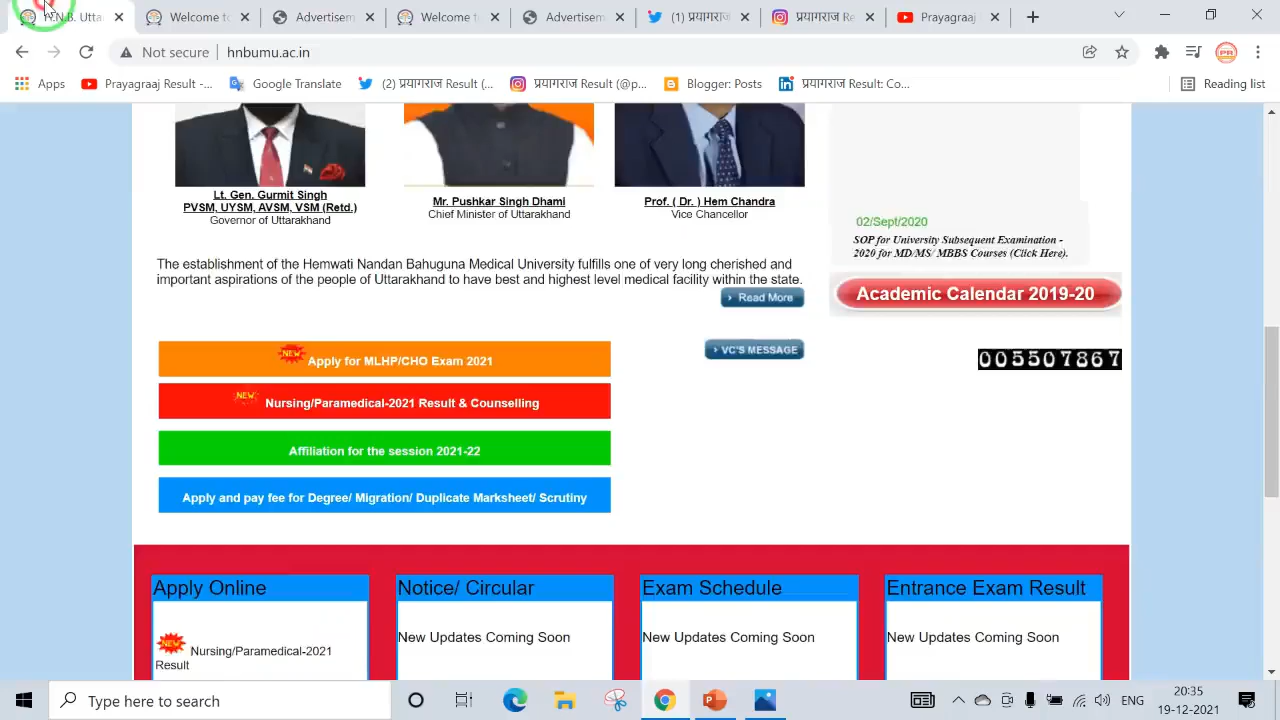 H.N.B. Utta
Welcome to
Advertisem
Welcome to
Advertisem
(1) प्रयागराज
प्रयागराज Re
Prayagraaj
Not secure
hnbumu.ac.in
PR
Apps
Prayagraaj Result -...
Google Translate
(2) प्रयागराज Result (...
प्रयागराज Result (@p...
Blogger: Posts
प्रयागराज Result: Co...
Reading list
Lt. Gen. Gurmit Singh
PVSM, UYSM, AVSM, VSM (Retd.)
Governor of Uttarakhand
Mr. Pushkar Singh Dhami
Chief Minister of Uttarakhand
Prof. ( Dr. ) Hem Chandra
Vice Chancellor
02/Sept/2020
SOP for University Subsequent Examination -
2020 for MD/MS/ MBBS Courses (Click Here).
The establishment of the Hemwati Nandan Bahuguna Medical University fulfills one of very long cherished and
important aspirations of the people of Uttarakhand to have best and highest level medical facility within the state.
Read More
Academic Calendar 2019-20
VC'S MESSAGE
005507867
NEW Apply for MLHP/CHO Exam 2021
NEW Nursing/Paramedical-2021 Result & Counselling
Affiliation for the session 2021-22
Apply and pay fee for Degree/ Migration/ Duplicate Marksheet/ Scrutiny
Apply Online
Notice/ Circular
Exam Schedule
Entrance Exam Result
NEW Nursing/Paramedical-2021
Result
New Updates Coming Soon
New Updates Coming Soon
New Updates Coming Soon
Type here to search
ENG
20:35
19-12-2021